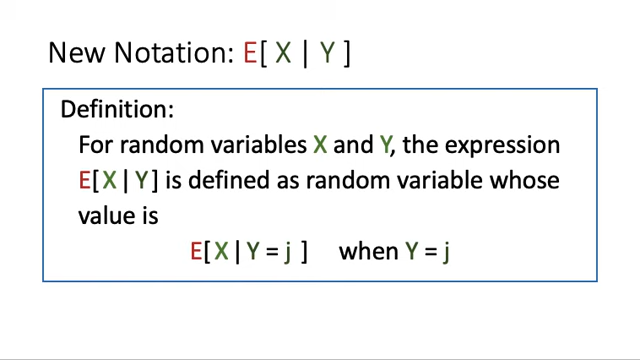 New Notation: E[ X | Y ]
Definition:
For random variables X and Y, the expression
E[ X | Y ] is defined as random variable whose
value is
E[ X | Y = j ] when Y = j